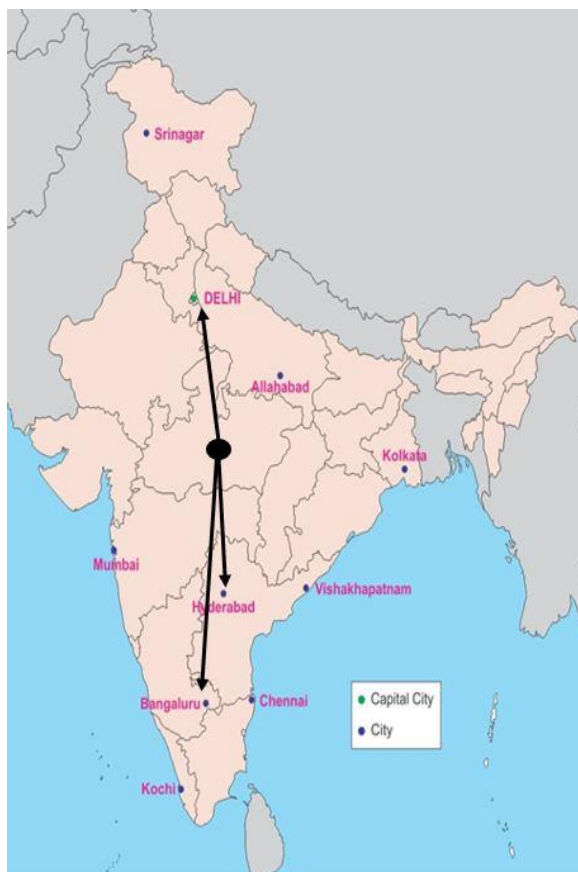 Srinagar
DELHI
Allahabad
Kolkata
Mumbai
Hyderabad
Vishakhapatnam
Bangaluru
Chennai
Capital City
City
Kochi